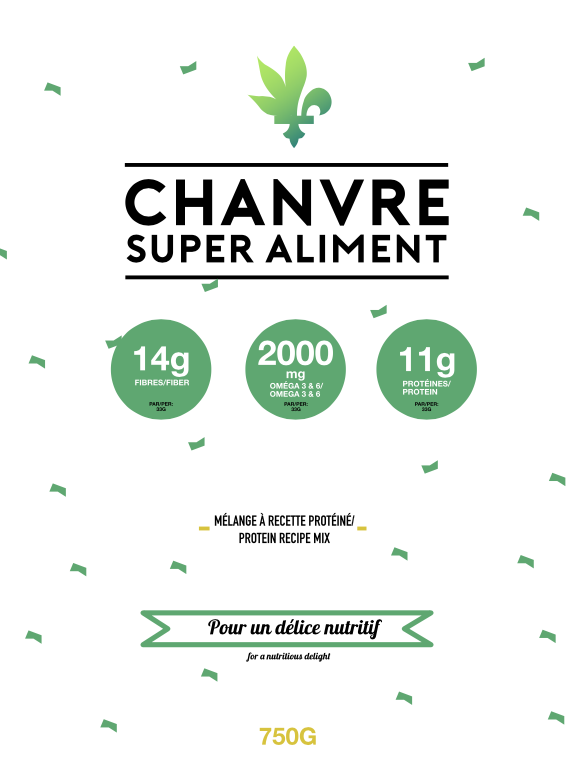 CHANVRE
SUPER ALIMENT
14g
FIBRES/FIBER
PAR/PER:
33G
2000
mg
OMÉGA 3 & 6/
OMEGA 3 & 6
PAR/PER:
33G
11g
PROTÉINES/
PROTEIN
PAR/PER:
33G
MÉLANGE À RECETTE PROTÉINÉ/
PROTEIN RECIPE MIX
Pour un délice nutritif
for a nutritious delight
750G